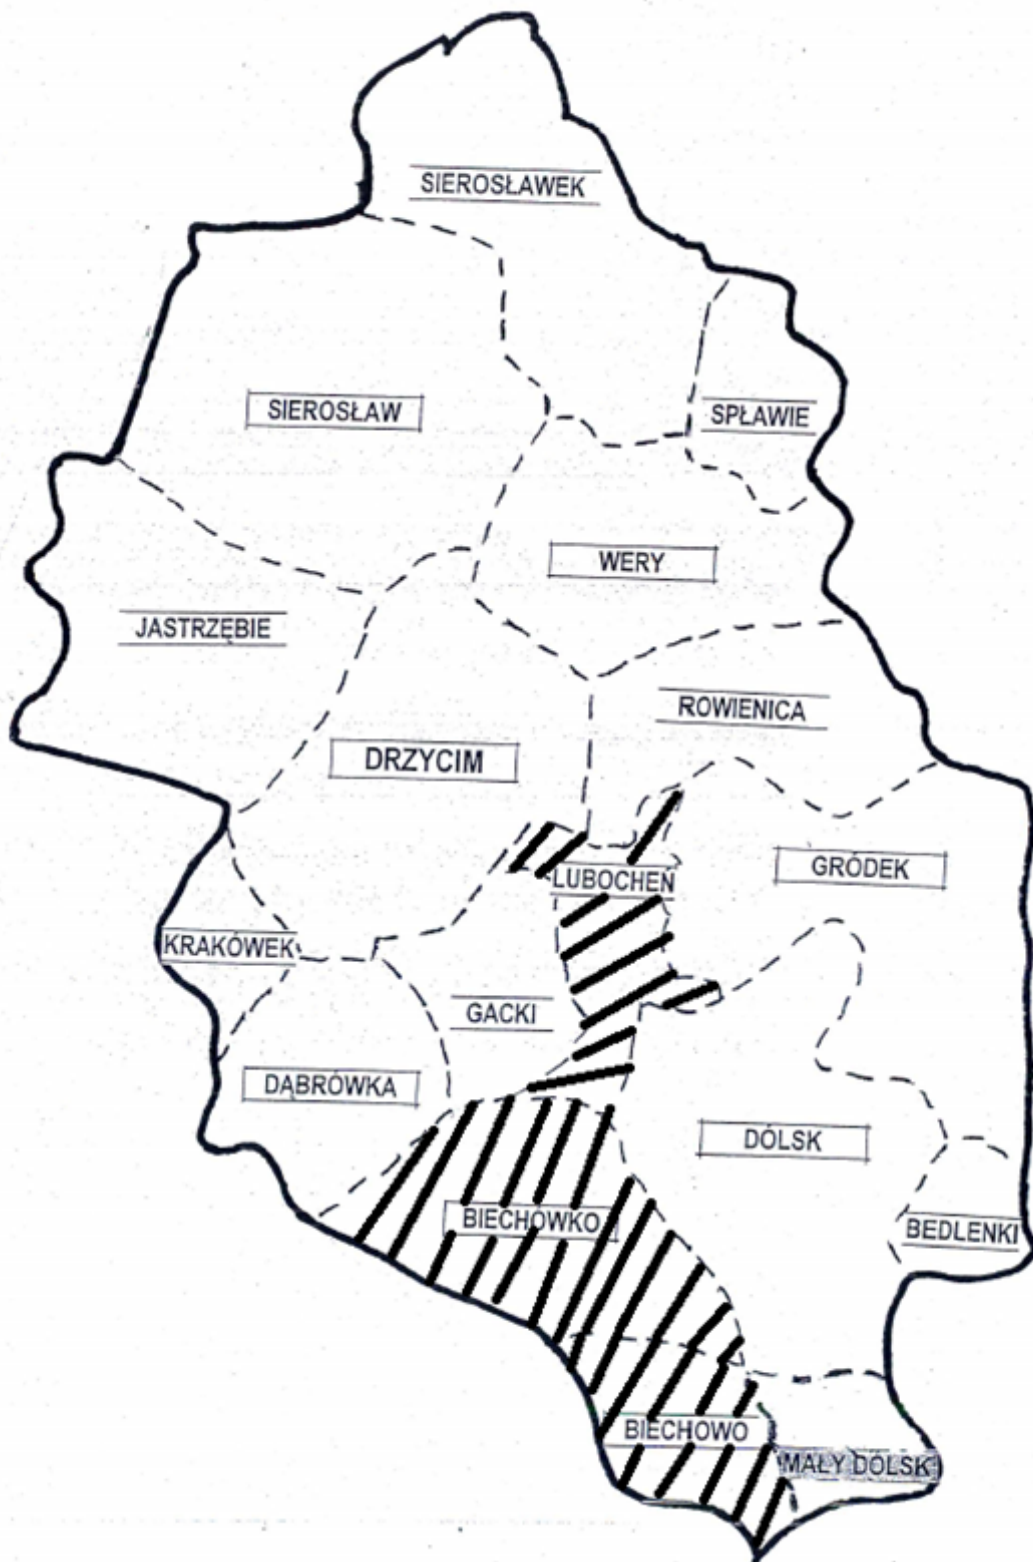 SIEROSŁAWEK
SIEROSŁAW
SPŁAWIE
WERY
JASTRZĘBIE
ROWIENICA
DRZYCIM
GRÓDEK
LUBOCHEŃ
KRAKÓWEK
GACKI
DĄBRÓWKA
DÓLSK
BIECHOWKO
BEDLENKI
BIECHOWO
MAŁY DÓLSK